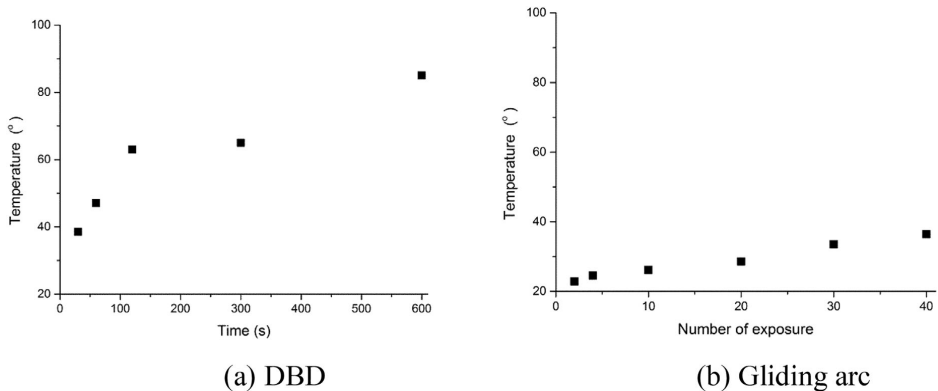 100
80
60
40
20
Temperature (°)
0 100 200 300 400 500 600
Time (s)
(a) DBD
100
80
60
40
20
Temperature (°)
0 10 20 30 40
Number of exposure
(b) Gliding arc